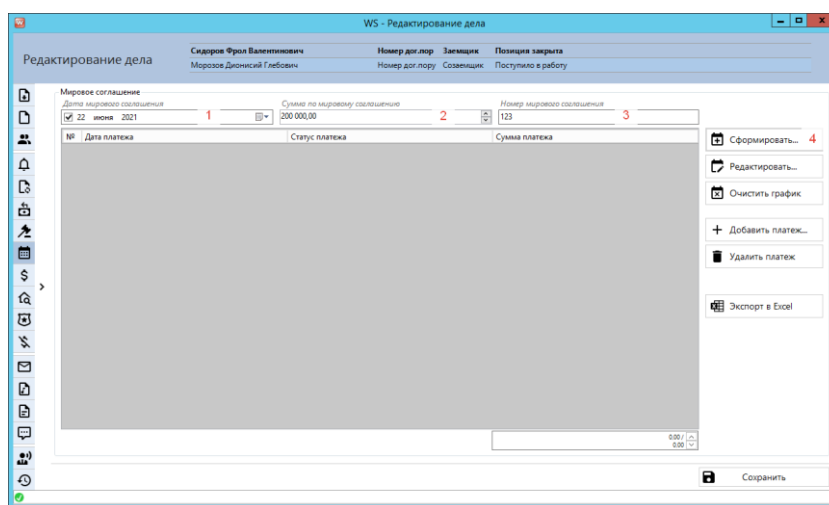 WS - Редактирование дела
Редактирование дела
Сидоров Фрол Валентинович Номер дог.пор Заемщик Позиция закрыта
Морозов Дионисий Глебович Номер дог.пору Созаемщик Поступило в работу
Мировое соглашение
Дата мирового соглашения Сумма по мировому соглашению Номер мирового соглашения
22 июня 2021 1 200 000,00 2 123 3
№ Дата платежа Статус платежа Сумма платежа
Сформировать... 4
Редактировать...
Очистить график
Добавить платеж...
Удалить платеж
Экспорт в Excel
0.00 /
0.00
Сохранить